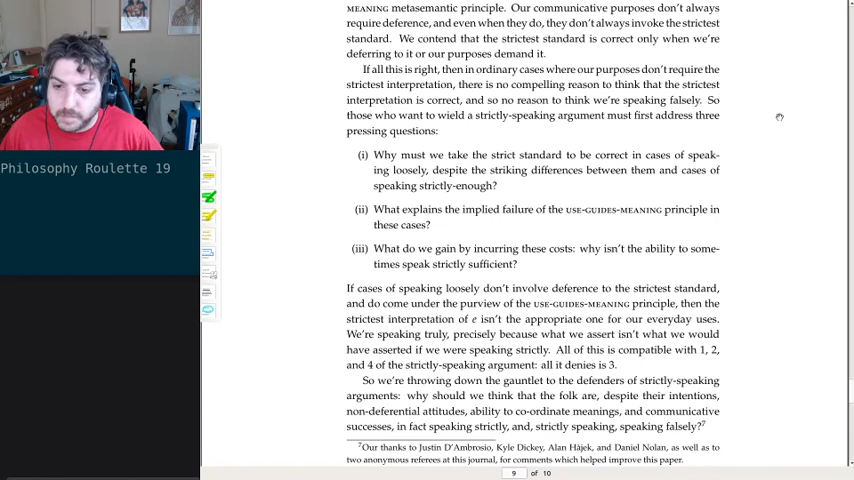 MEANING metasemantic principle. Our communicative purposes don't always
require deference, and even when they do, they don't always invoke the strictest
standard. We contend that the strictest standard is correct only when we're
deferring to it or our purposes demand it.
If all this is right, then in ordinary cases where our purposes don't require the
strictest interpretation, there is no compelling reason to think that the strictest
interpretation is correct, and so no reason to think we're speaking falsely. So
those who want to wield a strictly-speaking argument must first address three
pressing questions:
(i) Why must we take the strict standard to be correct in cases of speak-
ing loosely, despite the striking differences between them and cases of
speaking strictly-enough?
(ii) What explains the implied failure of the USE-GUIDES-MEANING principle in
these cases?
(iii) What do we gain by incurring these costs: why isn't the ability to some-
times speak strictly sufficient?
If cases of speaking loosely don't involve deference to the strictest standard,
and do come under the purview of the USE-GUIDES-MEANING principle, then the
strictest interpretation of e isn't the appropriate one for our everyday uses.
We're speaking truly, precisely because what we assert isn't what we would
have asserted if we were speaking strictly. All of this is compatible with 1, 2,
and 4 of the strictly-speaking argument: all it denies is 3.
So we're throwing down the gauntlet to the defenders of strictly-speaking
arguments: why should we think that the folk are, despite their intentions,
non-deferential attitudes, ability to co-ordinate meanings, and communicative
successes, in fact speaking strictly, and, strictly speaking, speaking falsely?⁷
⁷Our thanks to Justin D'Ambrosio, Kyle Dickey, Alan Hájek, and Daniel Nolan, as well as to
two anonymous referees at this journal, for comments which helped improve this paper.
9 of 10
Philosophy Roulette 19